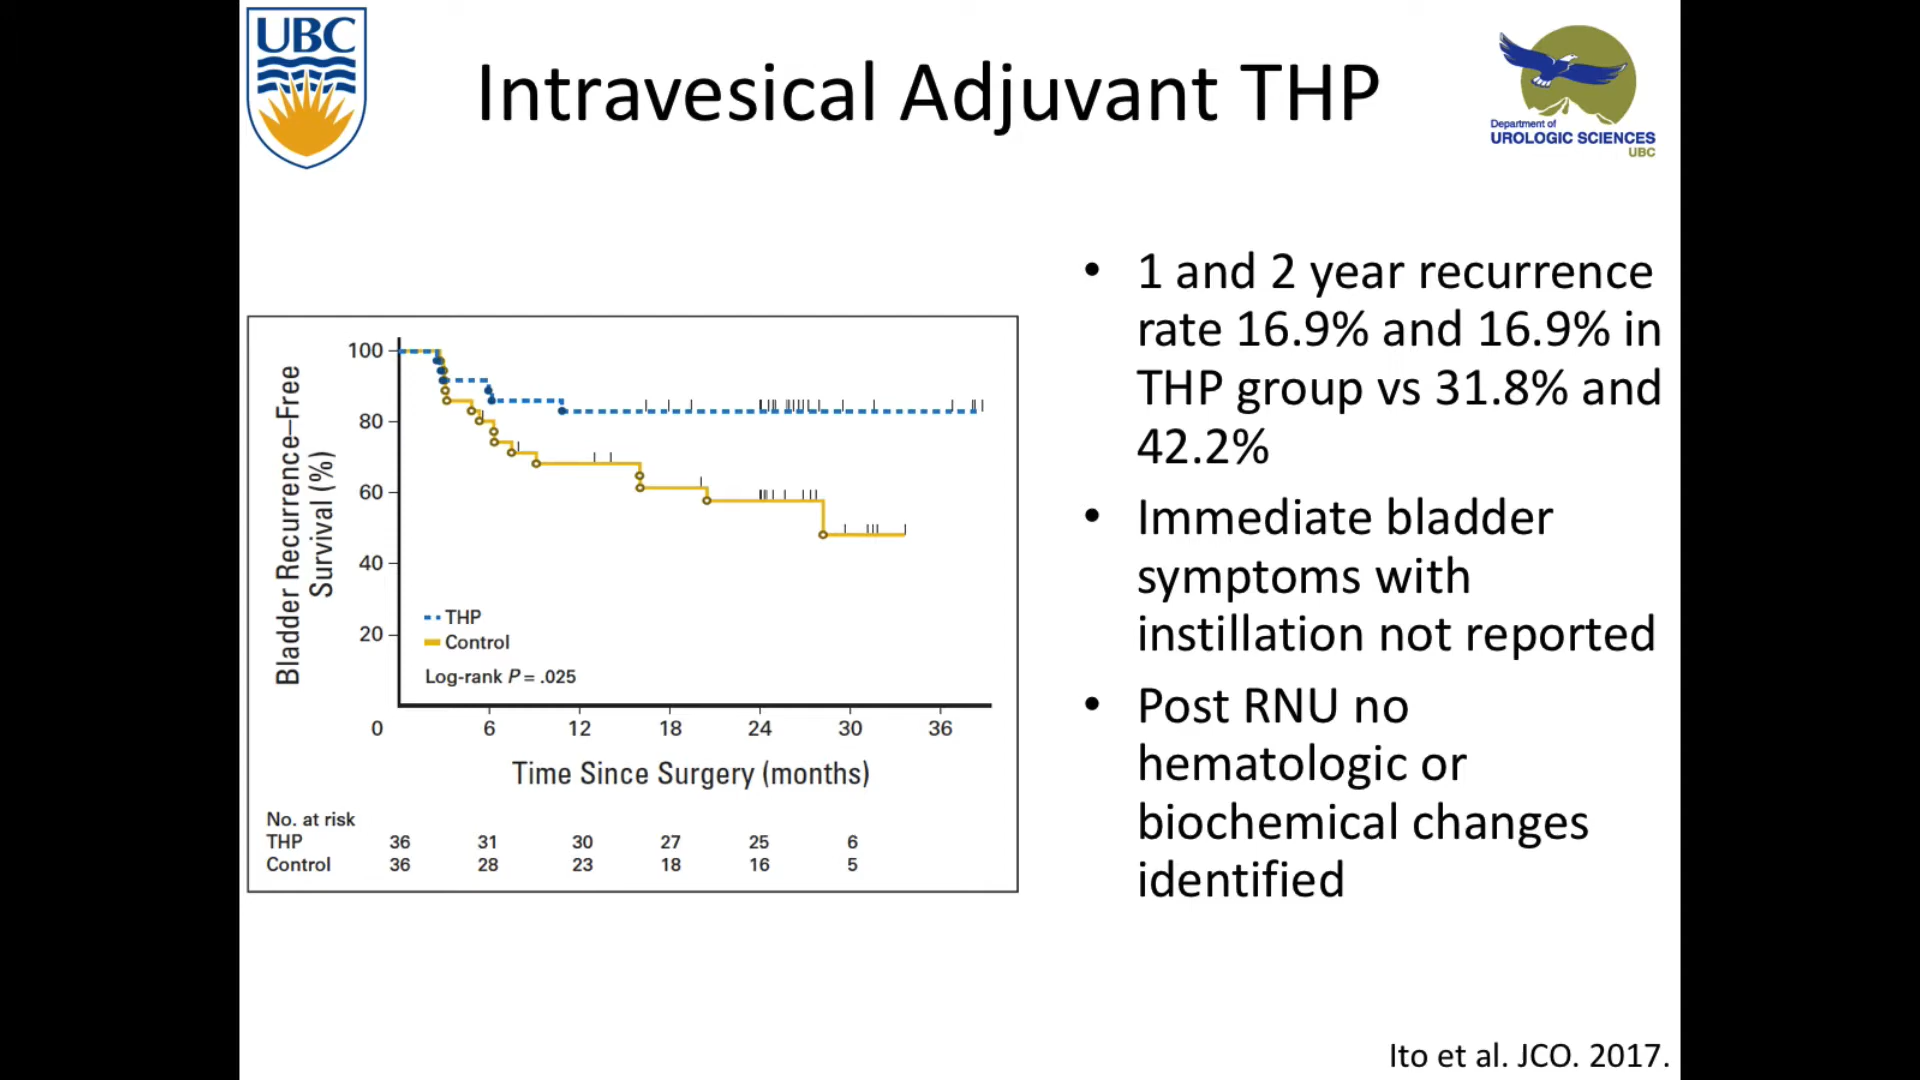 UBC
Intravesical Adjuvant THP
Department of
UROLOGIC SCIENCES
UBC
Bladder Recurrence–Free
Survival (%)
100
80
60
40
20
THP
Control
Log-rank P = .025
0 6 12 18 24 30 36
Time Since Surgery (months)
No. at risk
THP 36 31 30 27 25 6
Control 36 28 23 18 16 5
• 1 and 2 year recurrence
rate 16.9% and 16.9% in
THP group vs 31.8% and
42.2%
• Immediate bladder
symptoms with
instillation not reported
• Post RNU no
hematologic or
biochemical changes
identified
Ito et al. JCO. 2017.